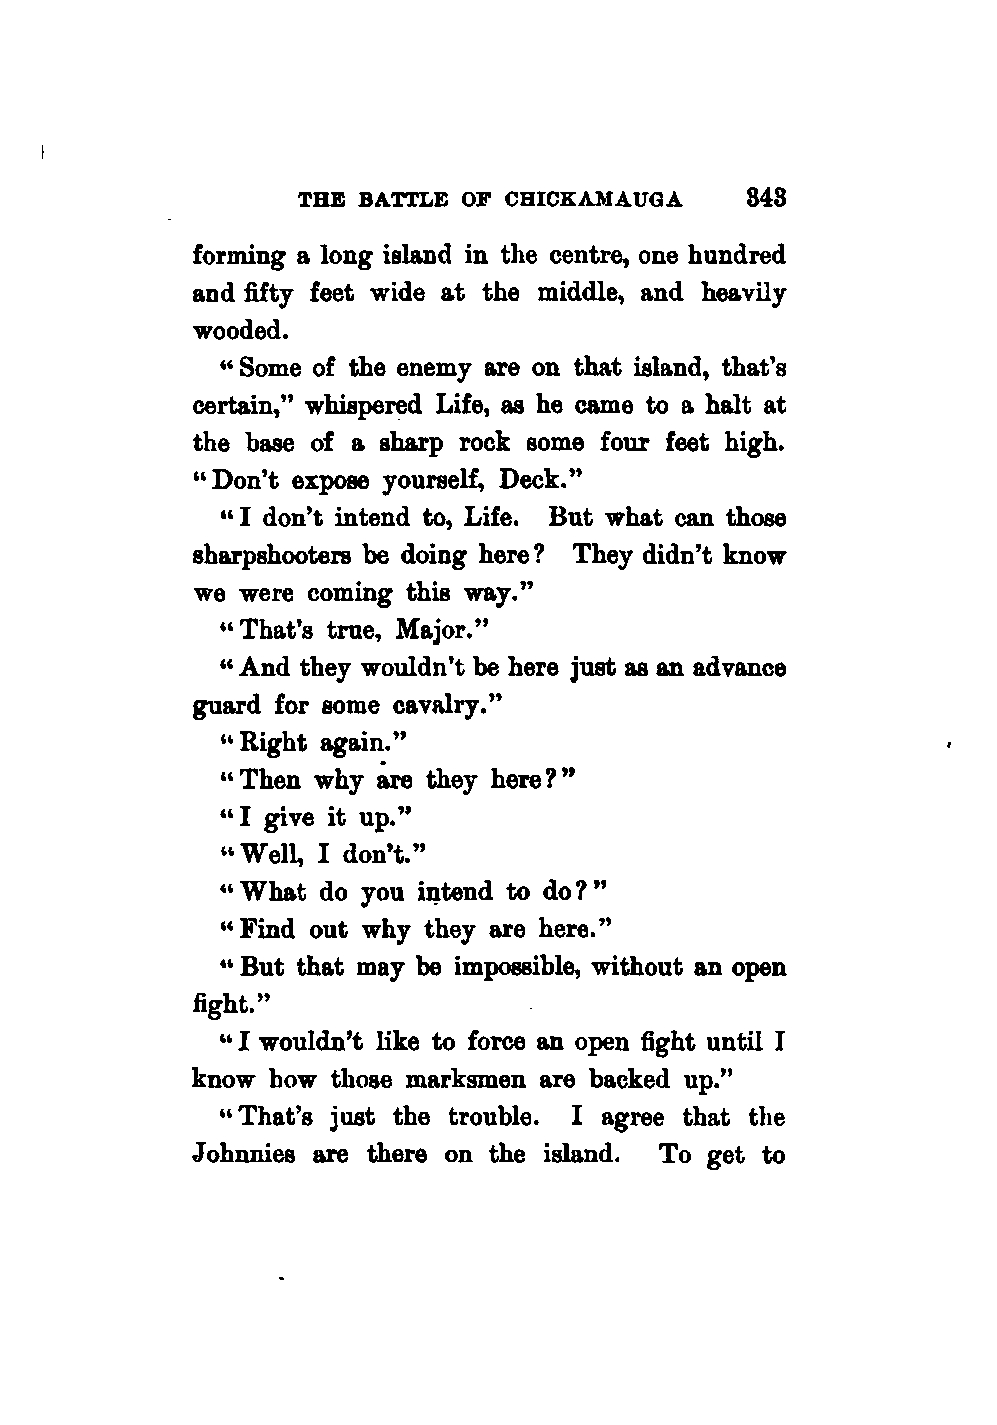 THE BATTLE OF CHICKAMAUGA 343
forming a long island in the centre, one hundred
and fifty feet wide at the middle, and heavily
wooded.
“Some of the enemy are on that island, that’s
certain,” whispered Life, as he came to a halt at
the base of a sharp rock some four feet high.
“Don’t expose yourself, Deck.”
“I don’t intend to, Life. But what can those
sharpshooters be doing here? They didn’t know
we were coming this way.”
“That’s true, Major.”
“And they wouldn’t be here just as an advance
guard for some cavalry.”
“Right again.”
“Then why are they here?”
“I give it up.”
“Well, I don’t.”
“What do you intend to do?”
“Find out why they are here.”
“But that may be impossible, without an open
fight.”
“I wouldn’t like to force an open fight until I
know how those marksmen are backed up.”
“That’s just the trouble. I agree that the
Johnnies are there on the island. To get to